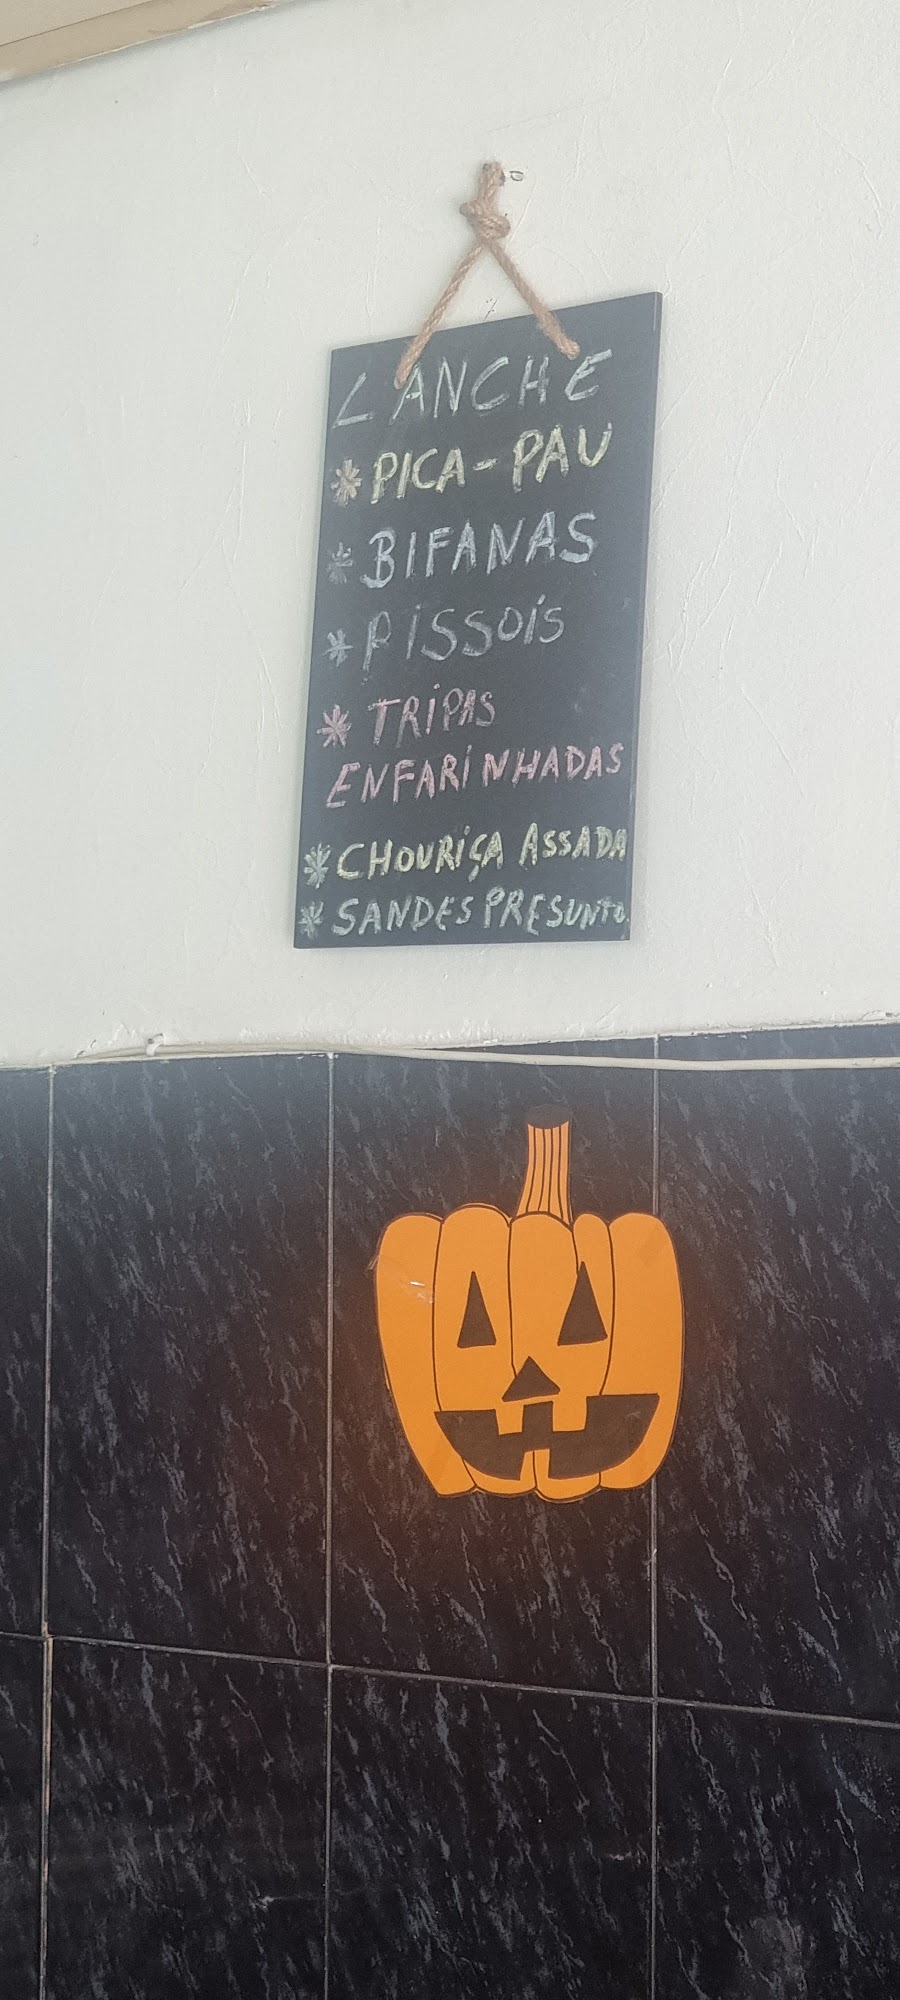 LANCHE
* PICA-PAU
* BIFANAS
* RISSOIS
* TRIPAS
ENFARINHADAS
* CHOURIÇA ASSADA
* SANDES PRESUNTO